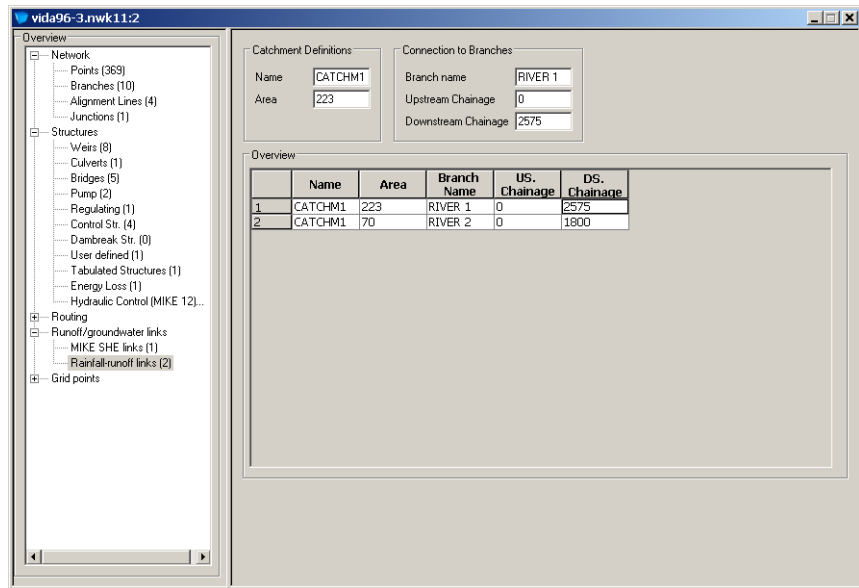 vida96-3.nwk11:2
Overview
Network
Points (369)
Branches (10)
Alignment Lines (4)
Junctions (1)
Structures
Weirs (8)
Culverts (1)
Bridges (5)
Pump (2)
Regulating (1)
Control Str. (4)
Dambreak Str. (0)
User defined (1)
Tabulated Structures (1)
Energy Loss (1)
Hydraulic Control (MIKE 12)...
Routing
Runoff/groundwater links
MIKE SHE links (1)
Rainfall-runoff links (2)
Grid points
Catchment Definitions
Name CATCHM1
Area 223
Connection to Branches
Branch name RIVER 1
Upstream Chainage 0
Downstream Chainage 2575
Overview
Name Area Branch Name US. Chainage DS. Chainage
1 CATCHM1 223 RIVER 1 0 2575
2 CATCHM1 70 RIVER 2 0 1800